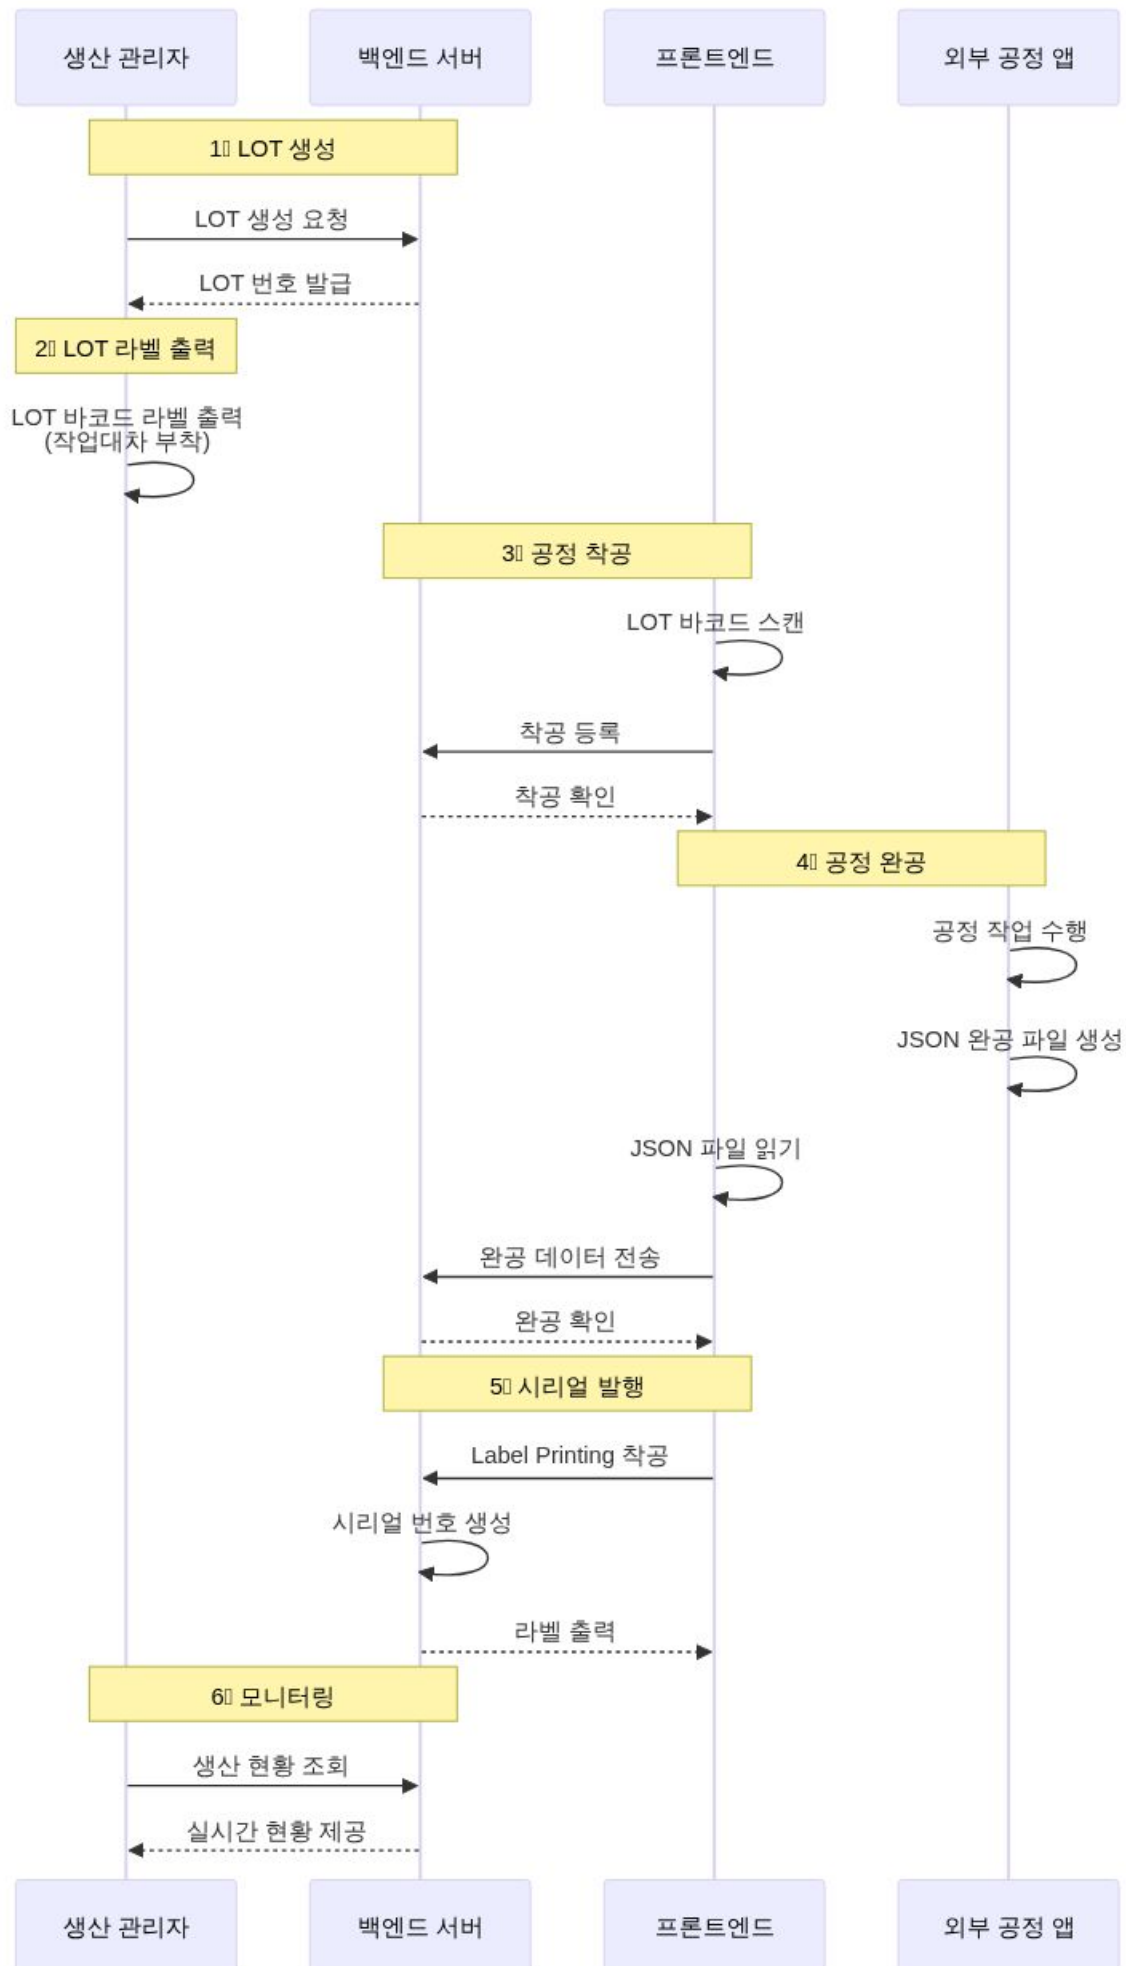 생산 관리자
백엔드 서버
프론트엔드
외부 공정 앱
1▯ LOT 생성
LOT 생성 요청
LOT 번호 발급
2▯ LOT 라벨 출력
LOT 바코드 라벨 출력
(작업대차 부착)
3▯ 공정 착공
LOT 바코드 스캔
착공 등록
착공 확인
4▯ 공정 완공
공정 작업 수행
JSON 완공 파일 생성
JSON 파일 읽기
완공 데이터 전송
완공 확인
5▯ 시리얼 발행
Label Printing 착공
시리얼 번호 생성
라벨 출력
6▯ 모니터링
생산 현황 조회
실시간 현황 제공
생산 관리자
백엔드 서버
프론트엔드
외부 공정 앱